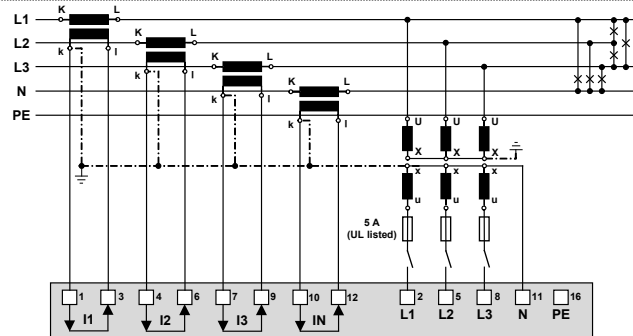 L1 K L
L2 k l K L
L3 k l K L
N k l K L
PE k l
U U U
X X X
x x x
u u u
5 A
(UL listed)
1 3 4 6 7 9 10 12 2 5 8 11 16
I1 I2 I3 IN L1 L2 L3 N PE